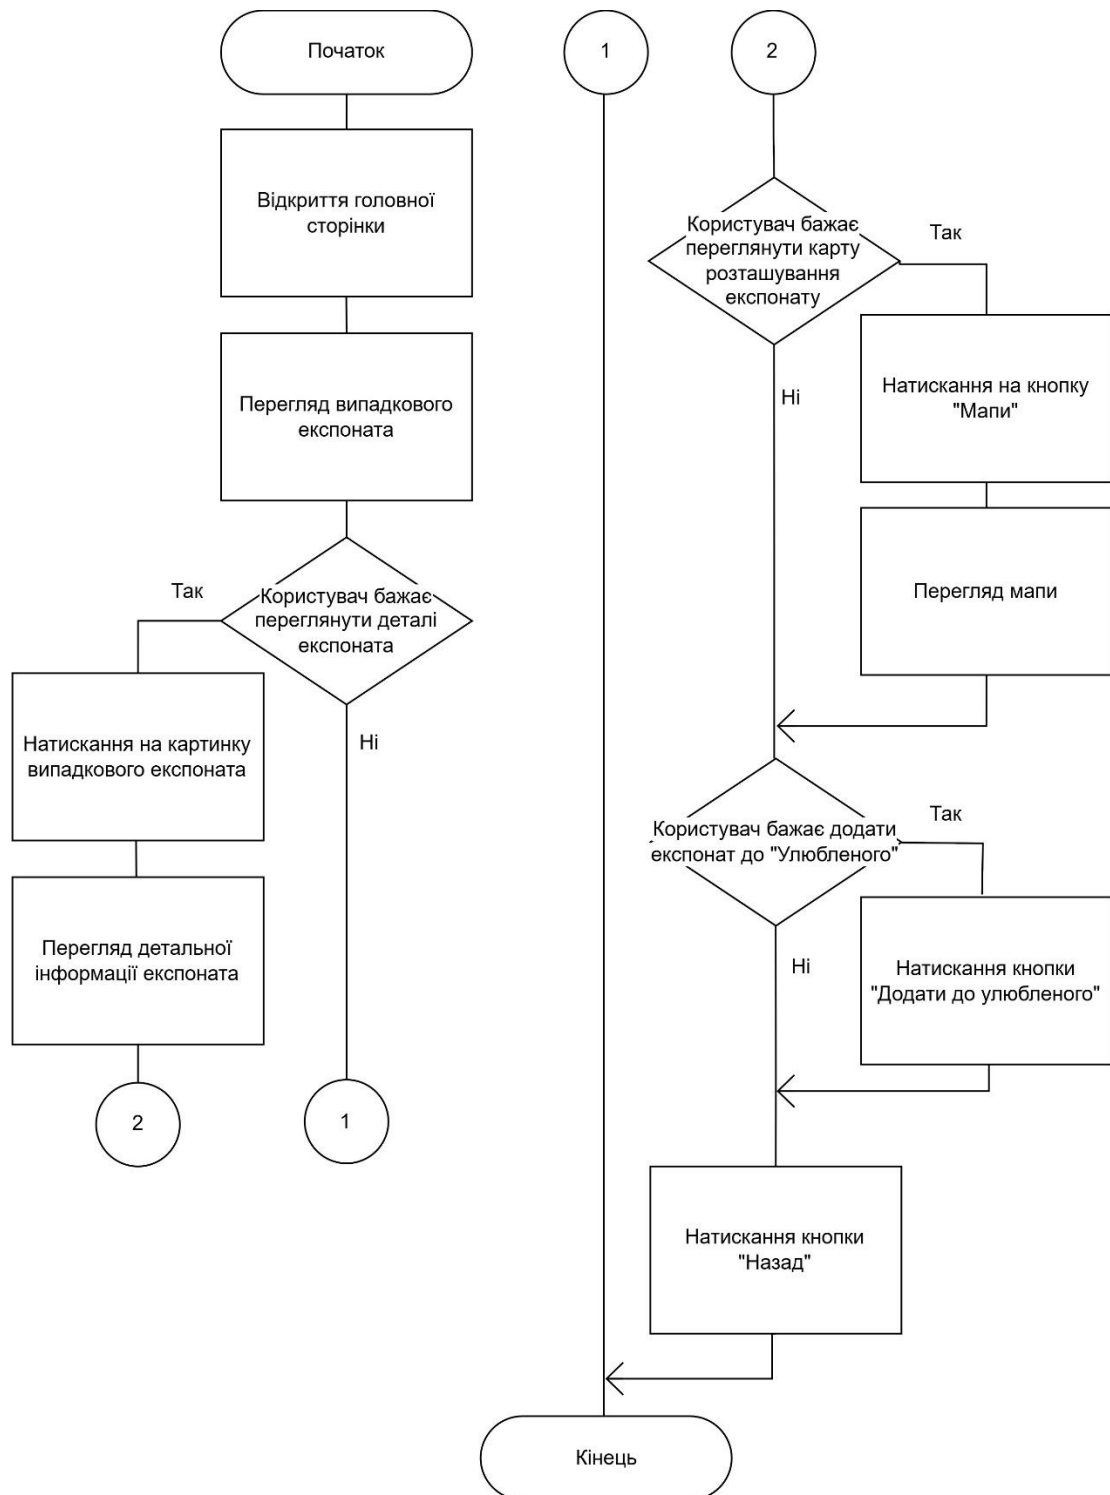 Початок
Відкриття головної
сторінки
Перегляд випадкового
експоната
Користувач бажає
переглянути деталі
експоната
Так
Ні
Натискання на картинку
випадкового експоната
Перегляд детальної
інформації експоната
2
1
1
2
Користувач бажає
переглянути карту
розташування
експонату
Так
Ні
Натискання на кнопку
"Мапи"
Перегляд мапи
Користувач бажає додати
експонат до "Улюбленого"
Так
Ні
Натискання кнопки
"Додати до улюбленого"
Натискання кнопки
"Назад"
Кінець